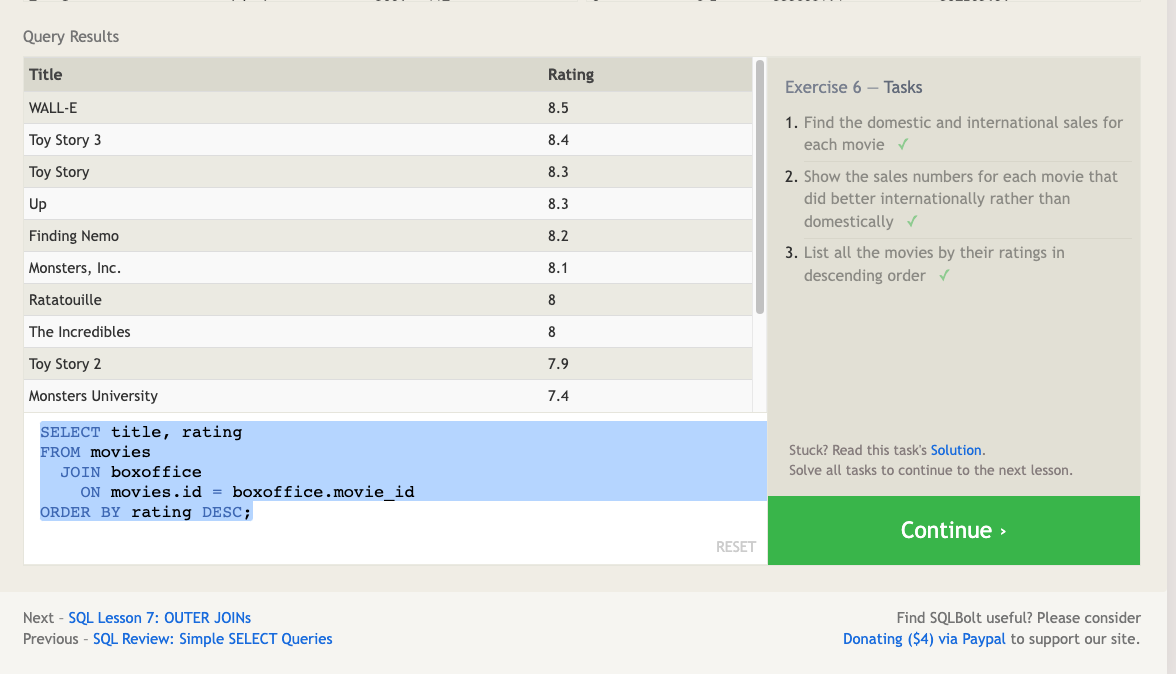 Query Results
Title Rating
WALL-E 8.5
Toy Story 3 8.4
Toy Story 8.3
Up 8.3
Finding Nemo 8.2
Monsters, Inc. 8.1
Ratatouille 8
The Incredibles 8
Toy Story 2 7.9
Monsters University 7.4
SELECT title, rating
FROM movies
  JOIN boxoffice
    ON movies.id = boxoffice.movie_id
ORDER BY rating DESC;
RESET
Exercise 6 — Tasks
1. Find the domestic and international sales for
each movie ✓
2. Show the sales numbers for each movie that
did better internationally rather than
domestically ✓
3. List all the movies by their ratings in
descending order ✓
Stuck? Read this task's Solution.
Solve all tasks to continue to the next lesson.
Continue ›
Next – SQL Lesson 7: OUTER JOINs
Previous – SQL Review: Simple SELECT Queries
Find SQLBolt useful? Please consider
Donating ($4) via Paypal to support our site.